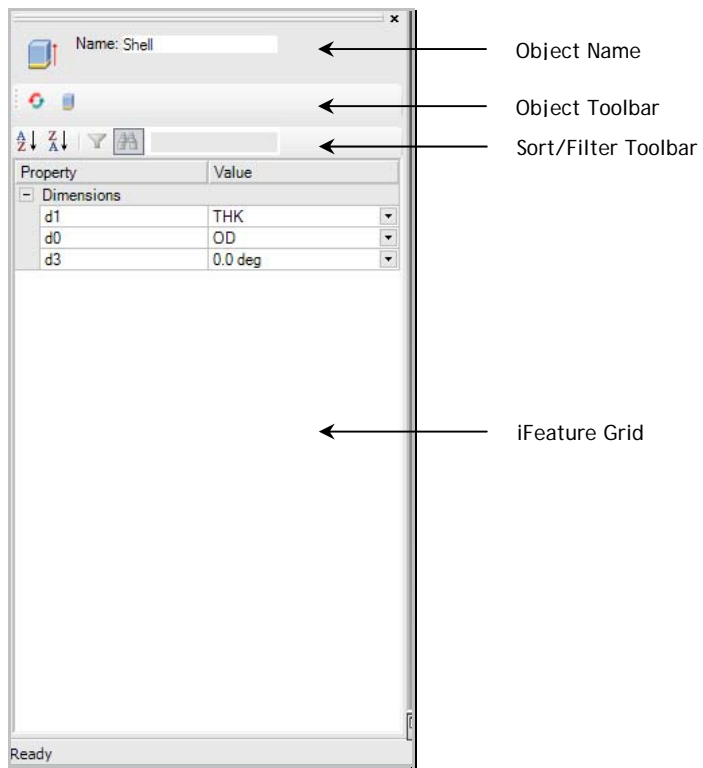 x
Name: Shell
Object Name
Object Toolbar
A
Z
Z
A
Sort/Filter Toolbar
Property Value
Dimensions
d1 THK
d0 OD
d3 0.0 deg
iFeature Grid
Ready